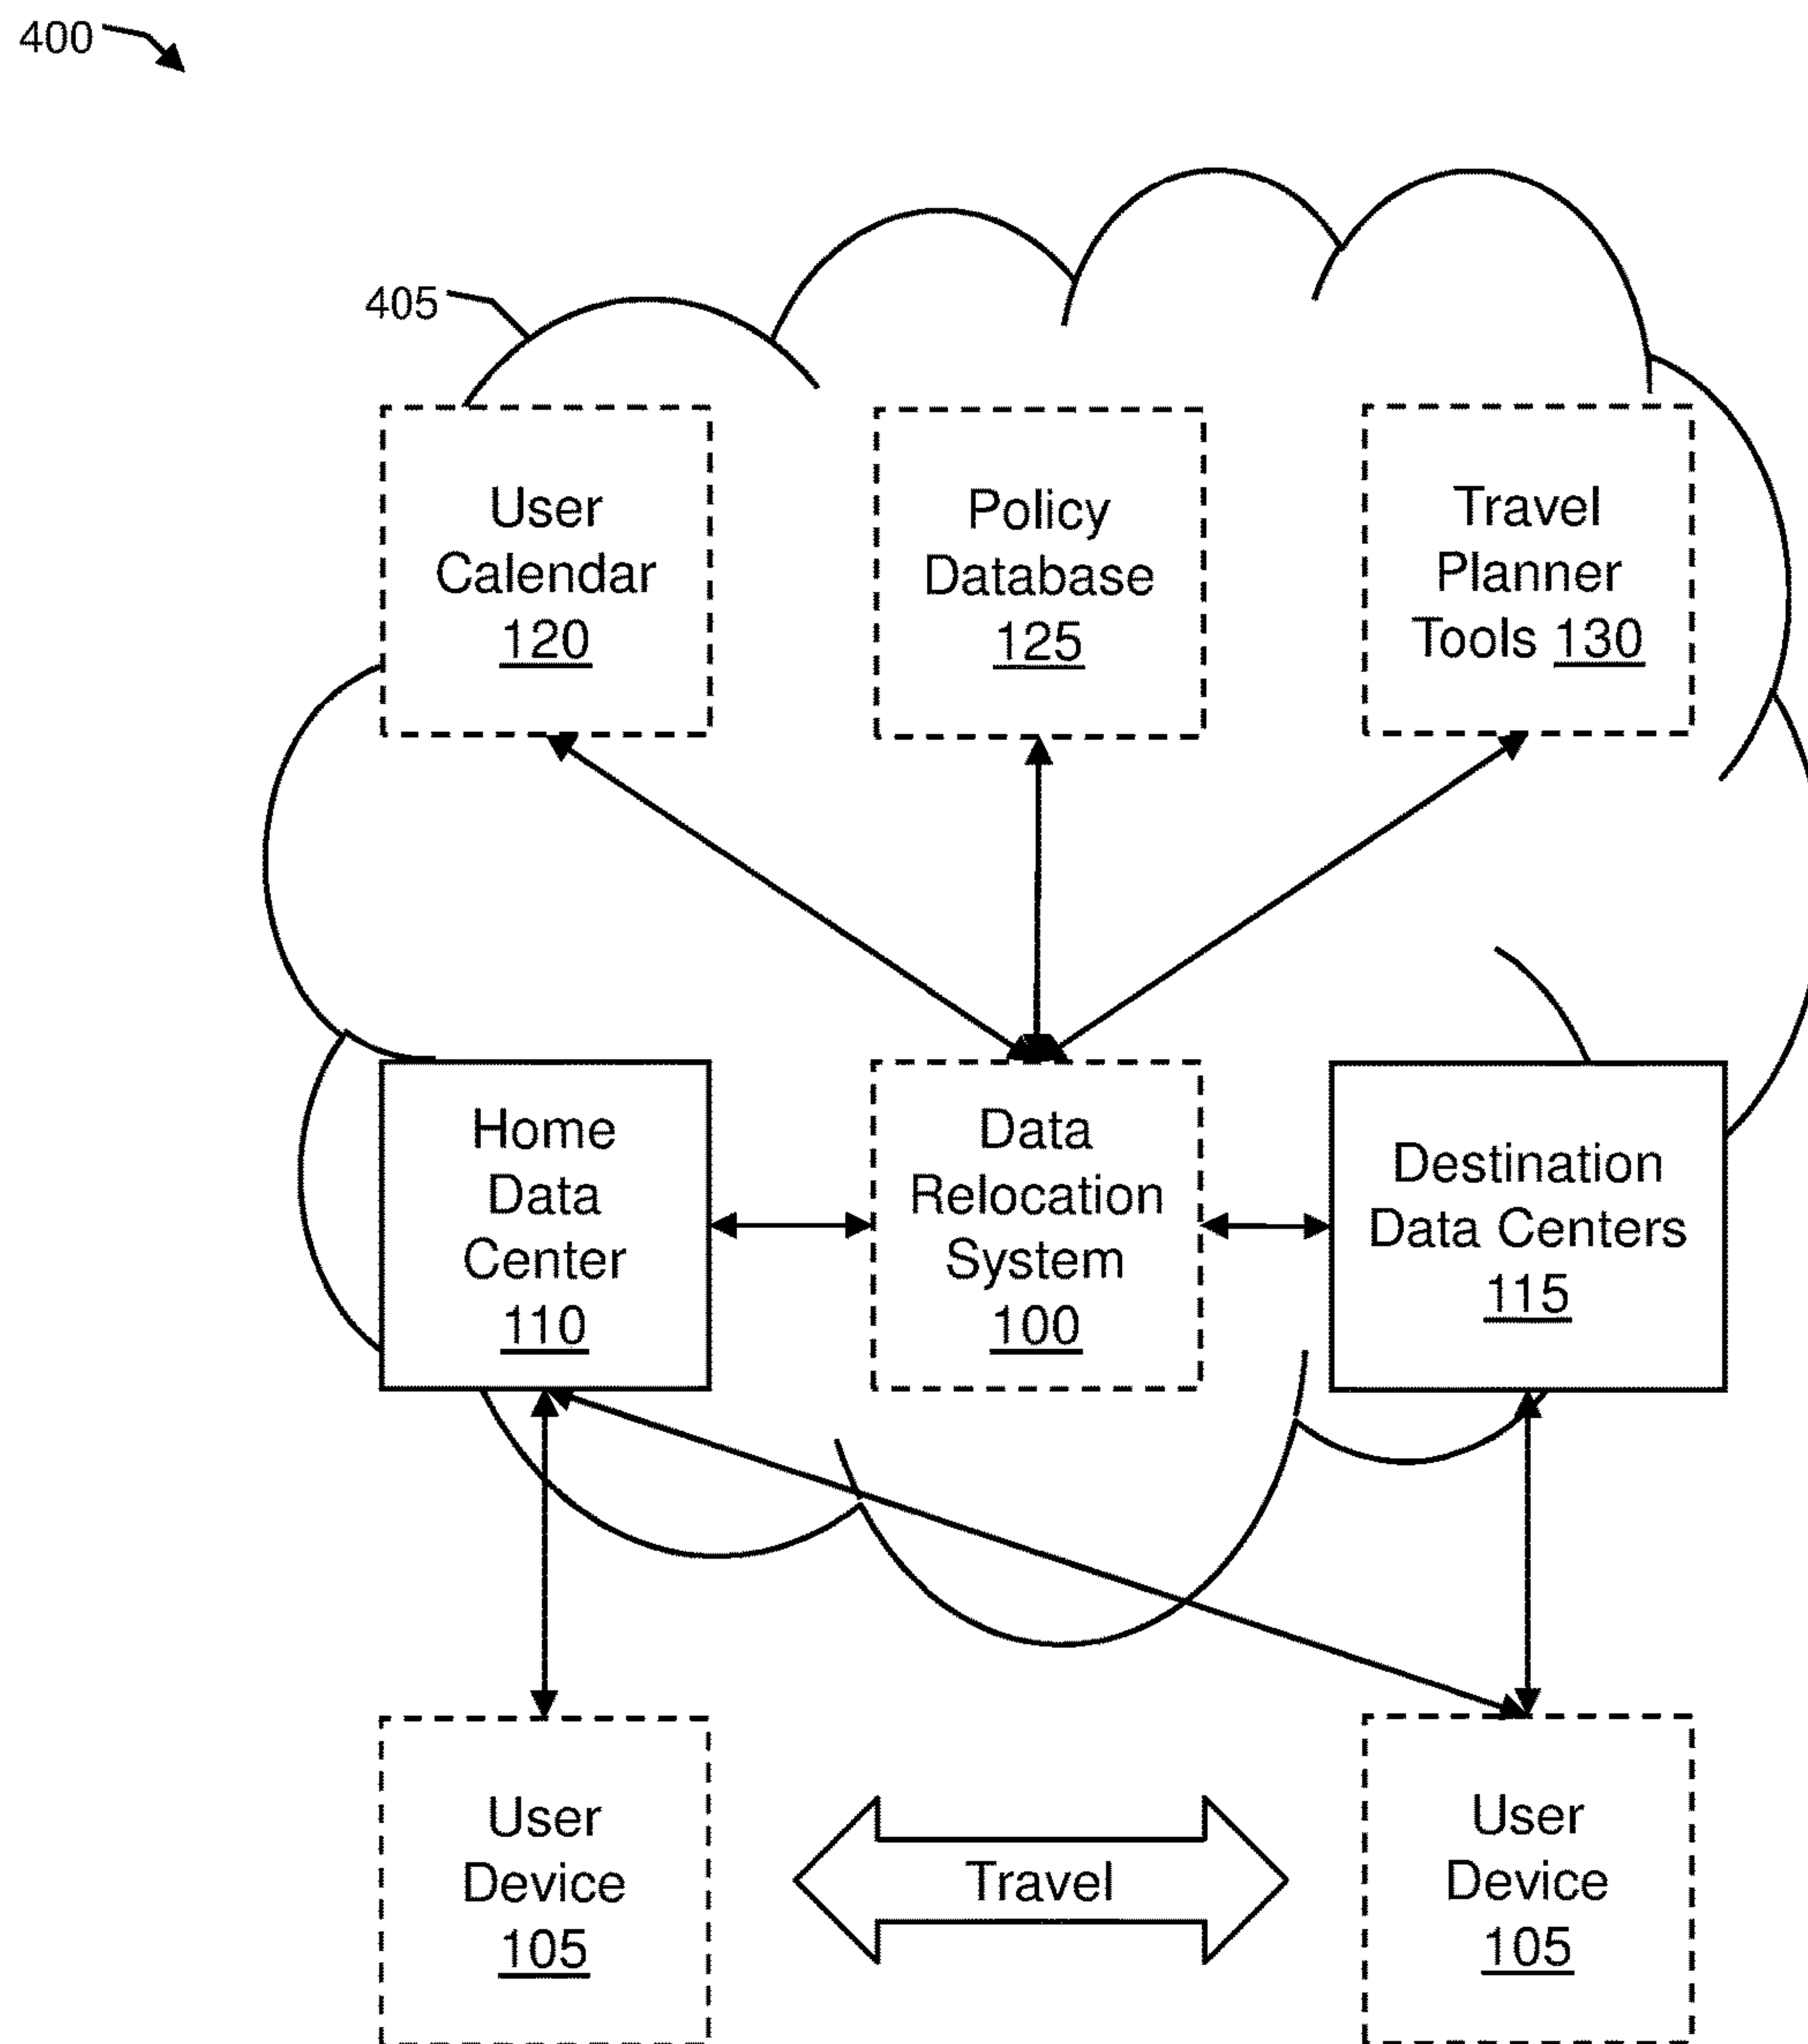 400
405
User
Calendar
120
Policy
Database
125
Travel
Planner
Tools 130
Home
Data
Center
110
Data
Relocation
System
100
Destination
Data Centers
115
User
Device
105
Travel
User
Device
105